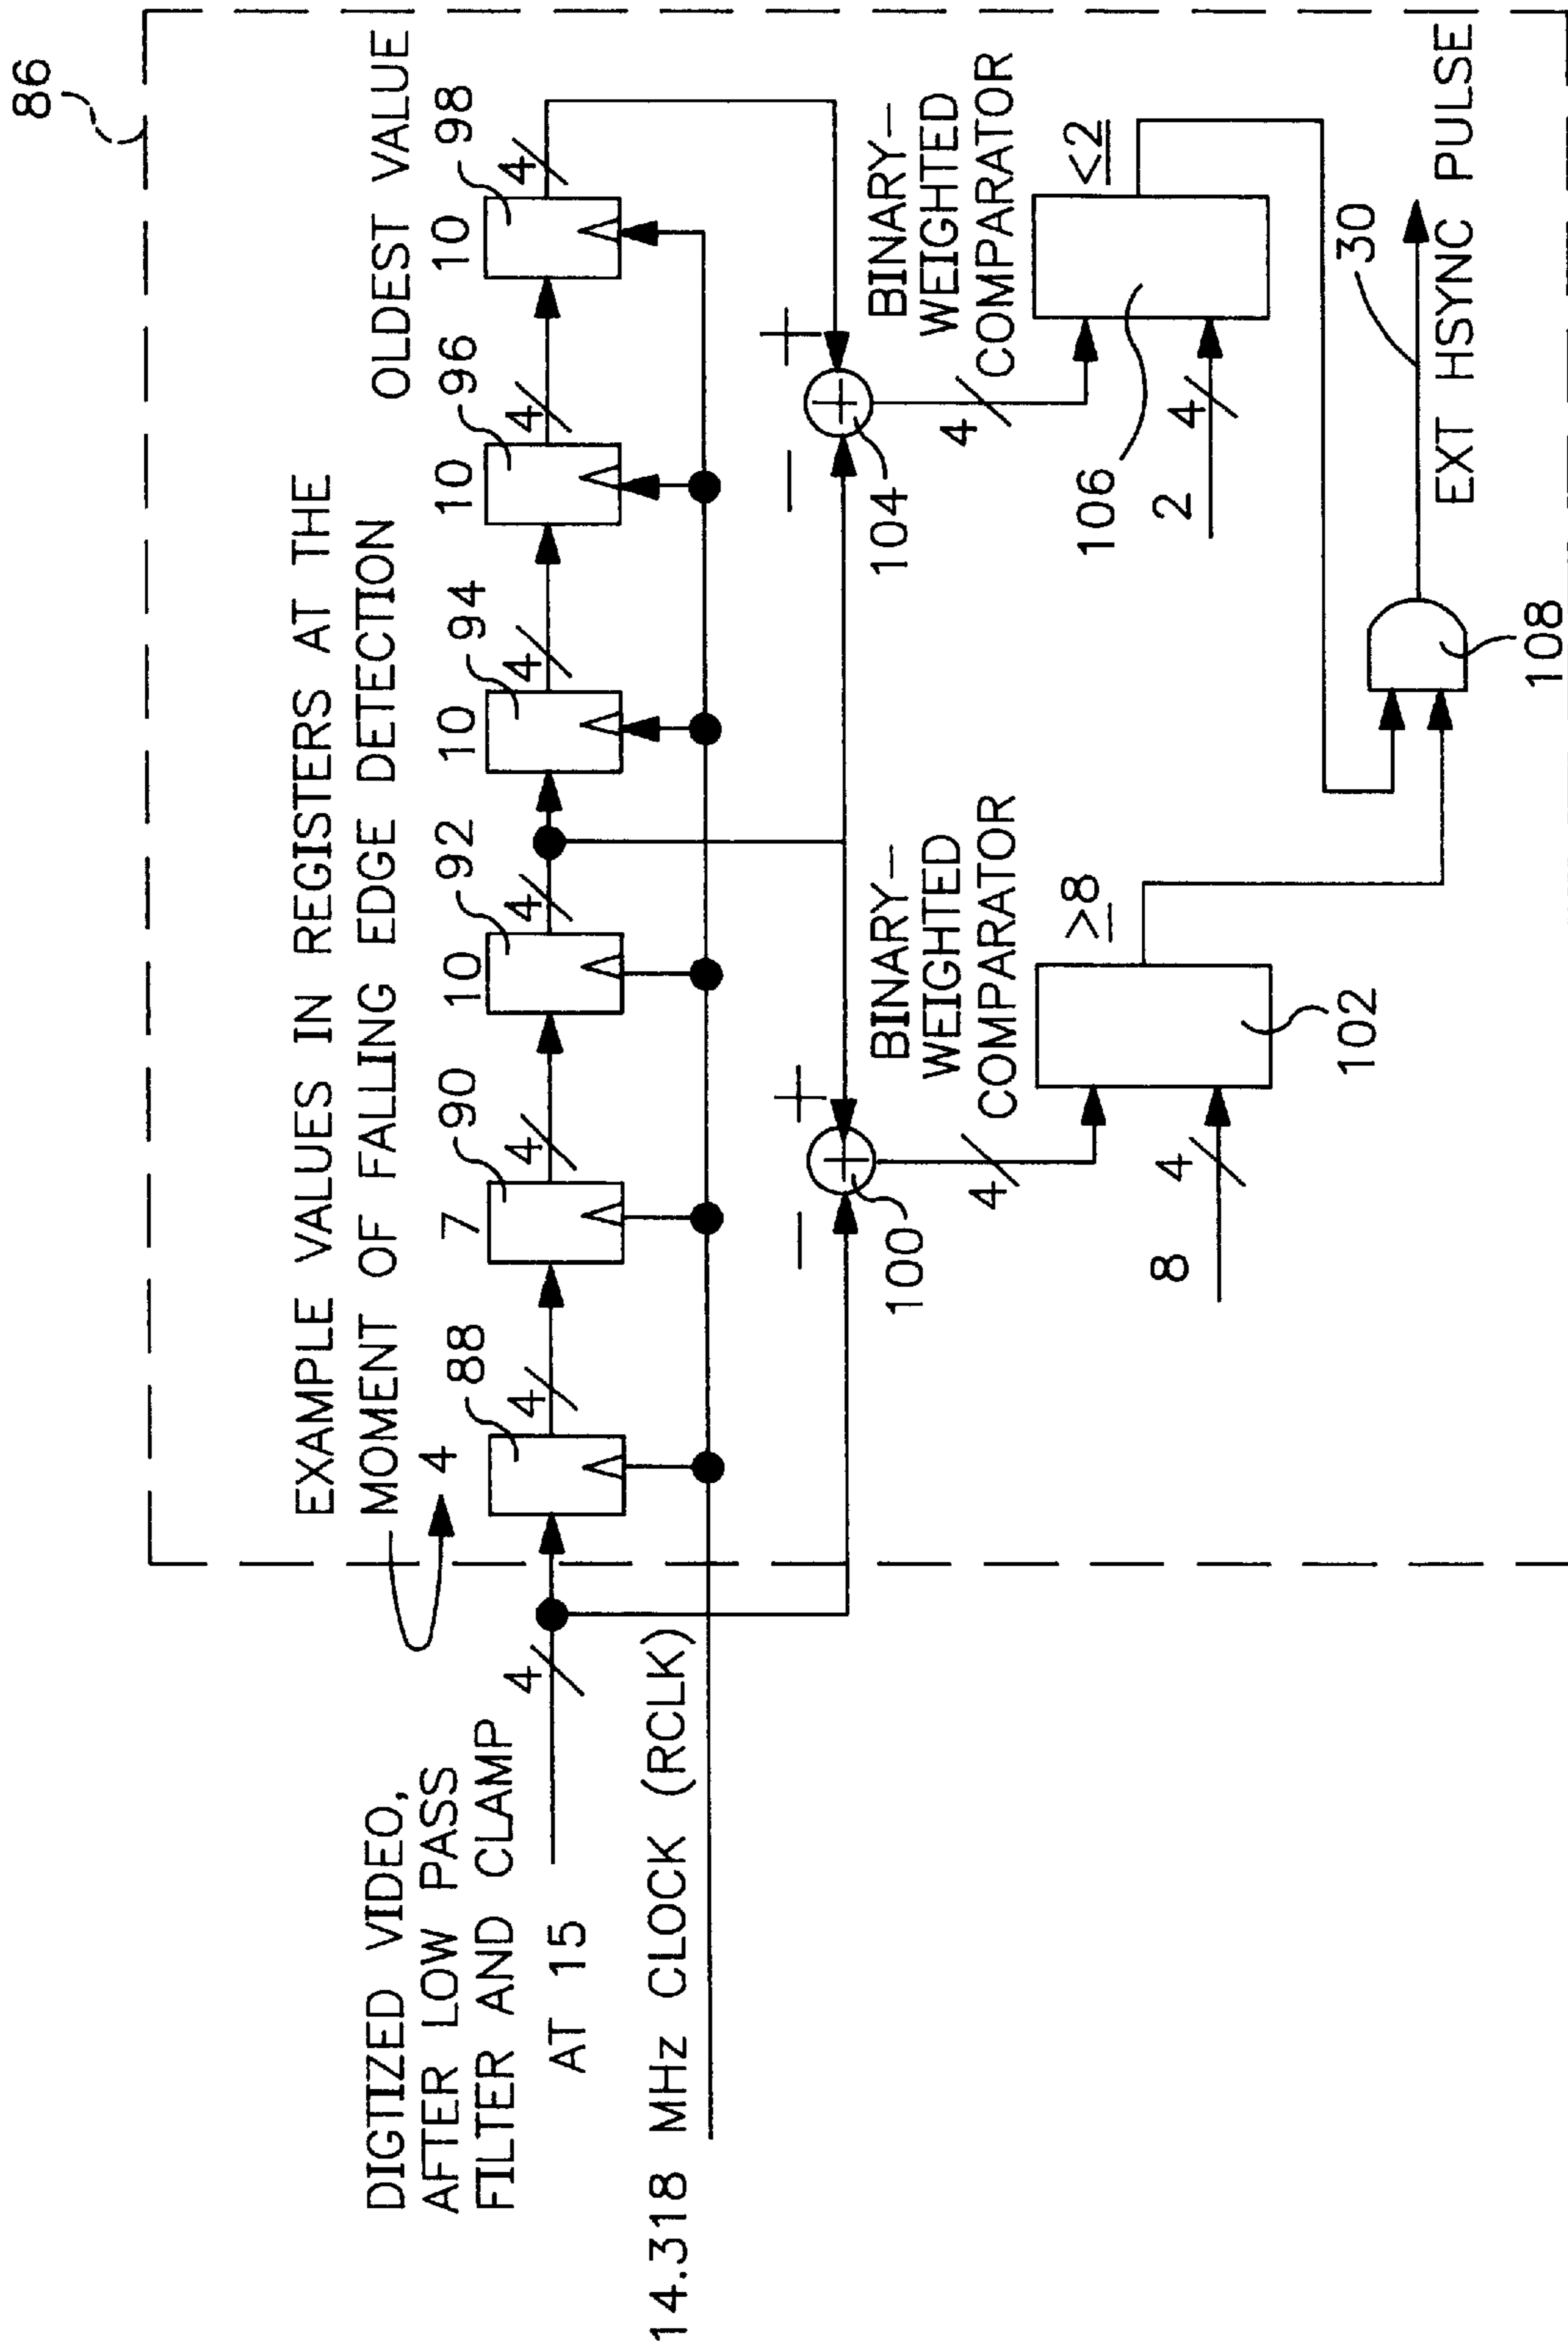 86
EXAMPLE VALUES IN REGISTERS AT THE
MOMENT OF FALLING EDGE DETECTION
OLDEST VALUE
DIGTIZED VIDEO,
AFTER LOW PASS
FILTER AND CLAMP
AT 15
4
4 88
4
7 90
4
10 92
4
10 94
4
10 96
4
10 98
4
14.318 MHz CLOCK (RCLK)
−
+
100
−
+
104
4
BINARY–
WEIGHTED
COMPARATOR
≥8
8
4
102
4
BINARY–
WEIGHTED
COMPARATOR
<2
106
2
4
108
30
EXT HSYNC PULSE